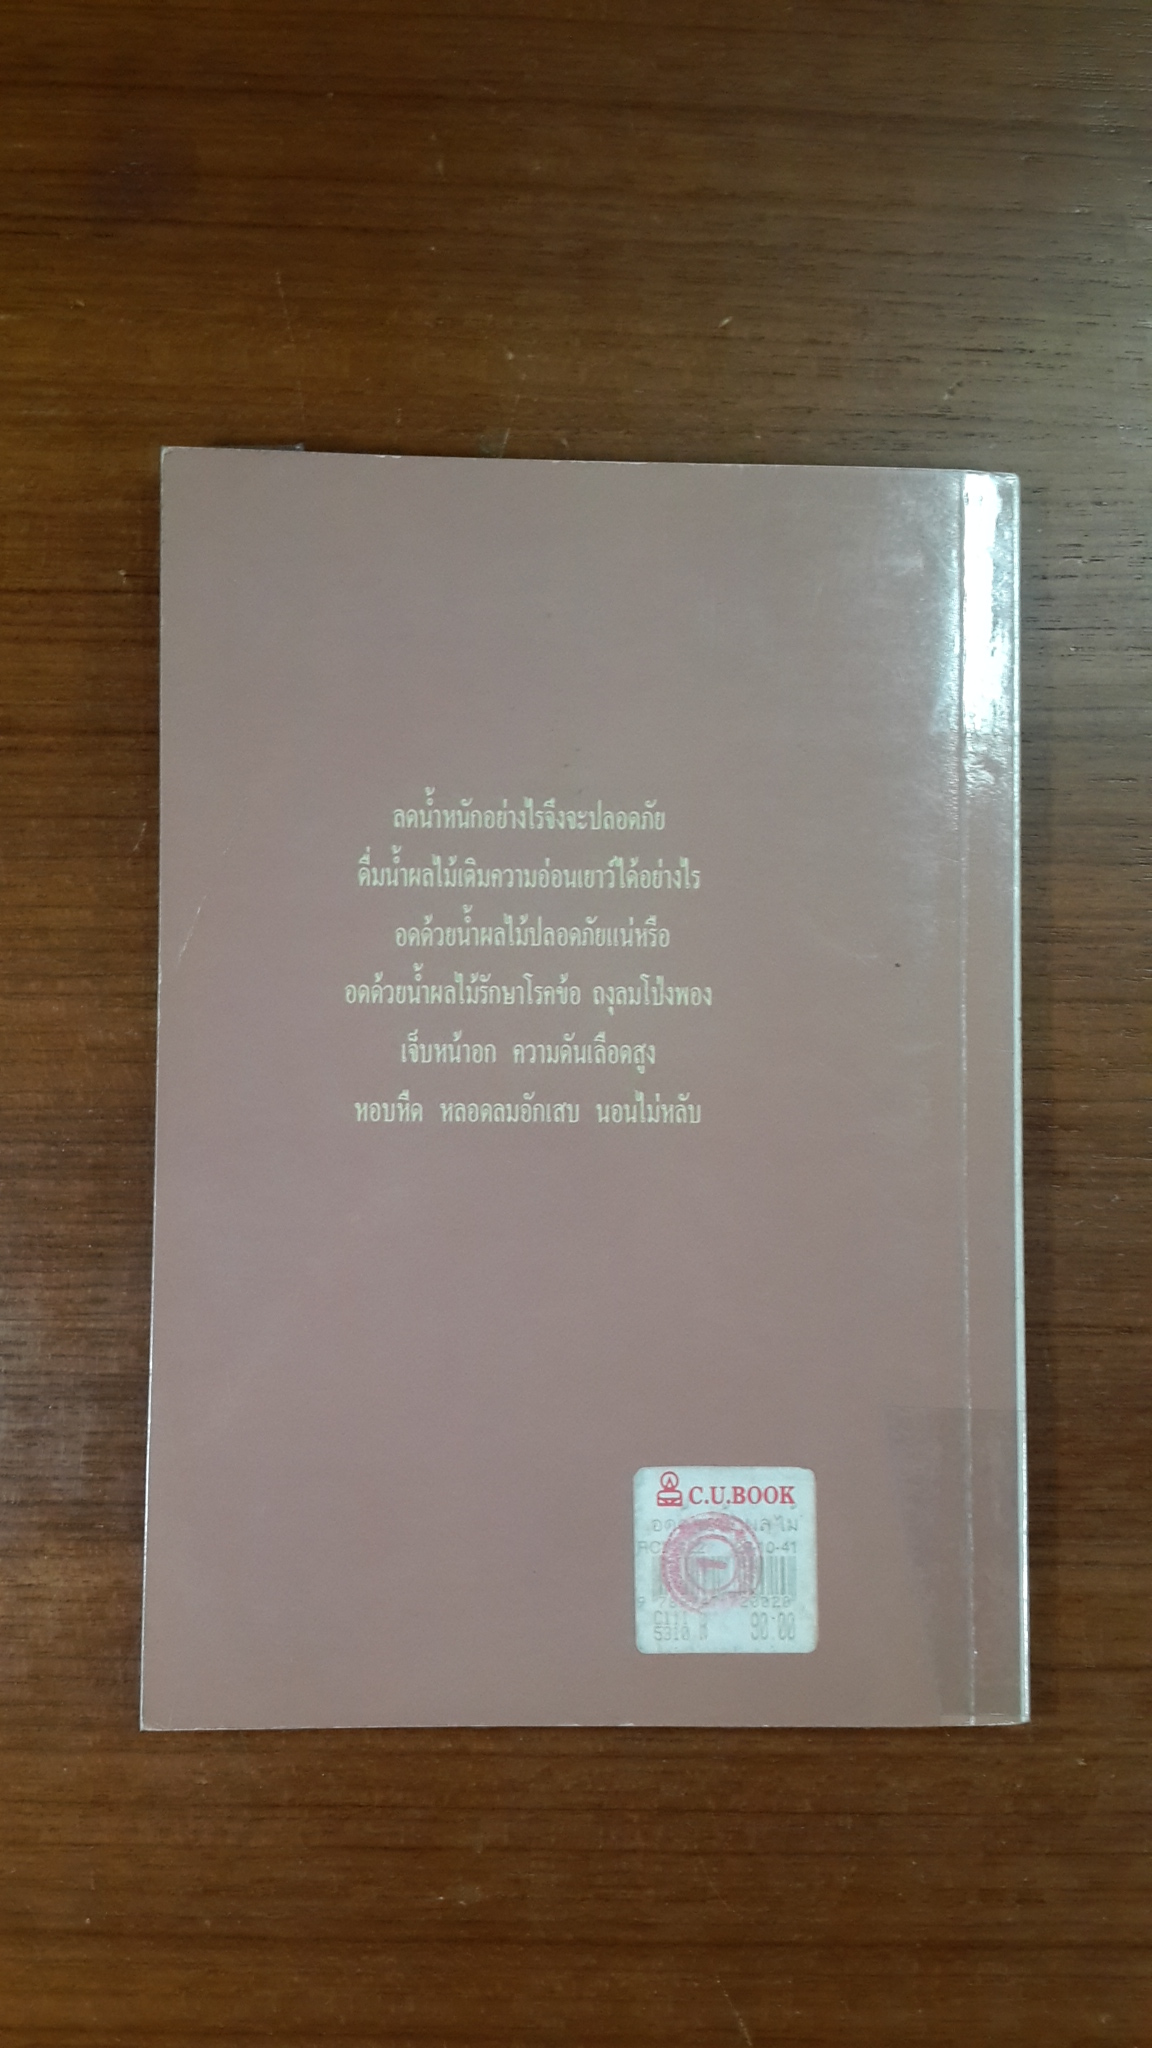 ลดน้ำหนักอย่างไรจึงจะปลอดภัย
ดื่มน้ำผลไม้เติมความอ่อนเยาว์ได้อย่างไร
อดด้วยน้ำผลไม้ปลอดภัยแน่หรือ
อดด้วยน้ำผลไม้รักษาโรคข้อ ถุงลมโป่งพอง
เจ็บหน้าอก ความดันเลือดสูง
หอบหืด หลอดลมอักเสบ นอนไม่หลับ
C.U.BOOK
90.00